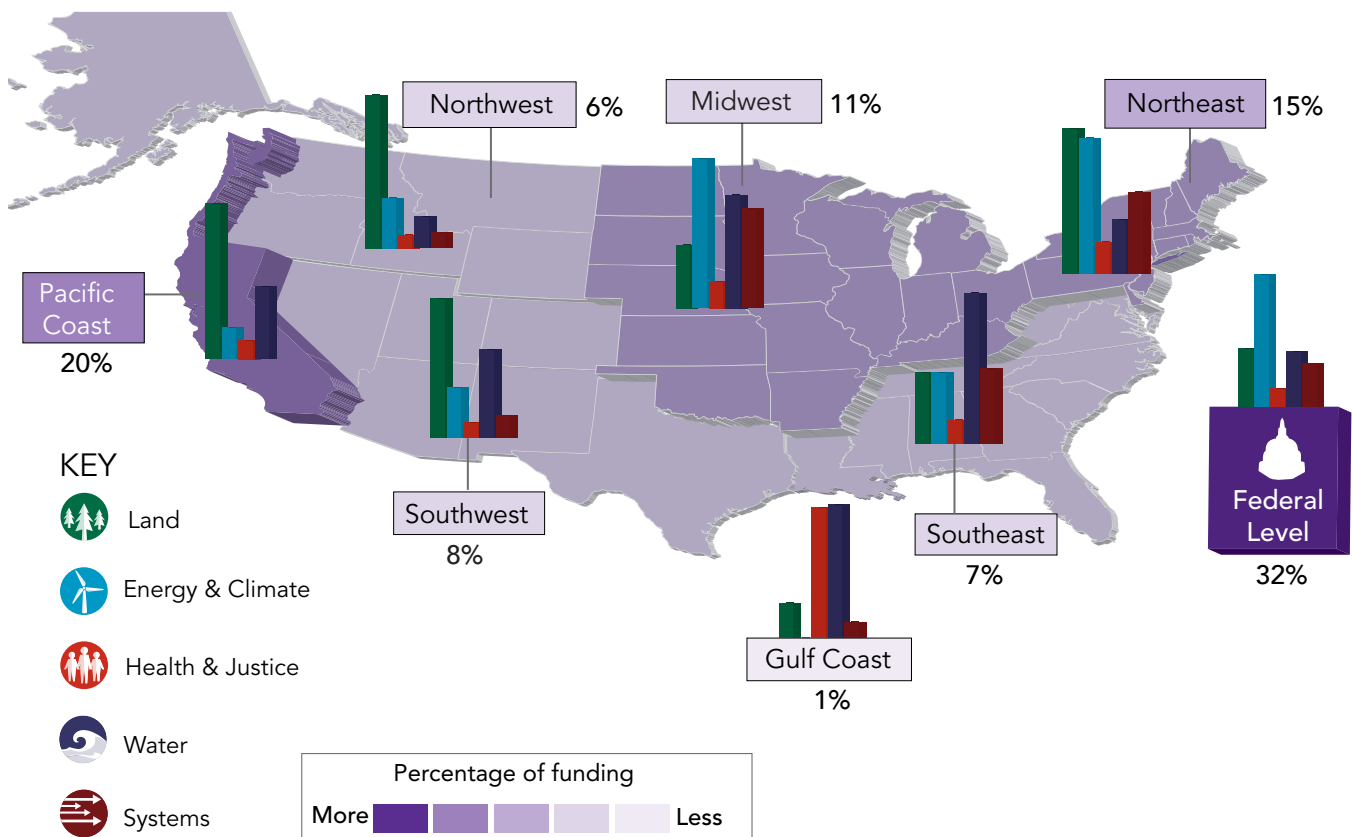 Northwest
6%
Midwest
11%
Northeast
15%
Pacific
Coast
20%
KEY
Land
Energy & Climate
Health & Justice
Water
Systems
Southwest
8%
Southeast
7%
Gulf Coast
1%
Federal
Level
32%
Percentage of funding
More
Less